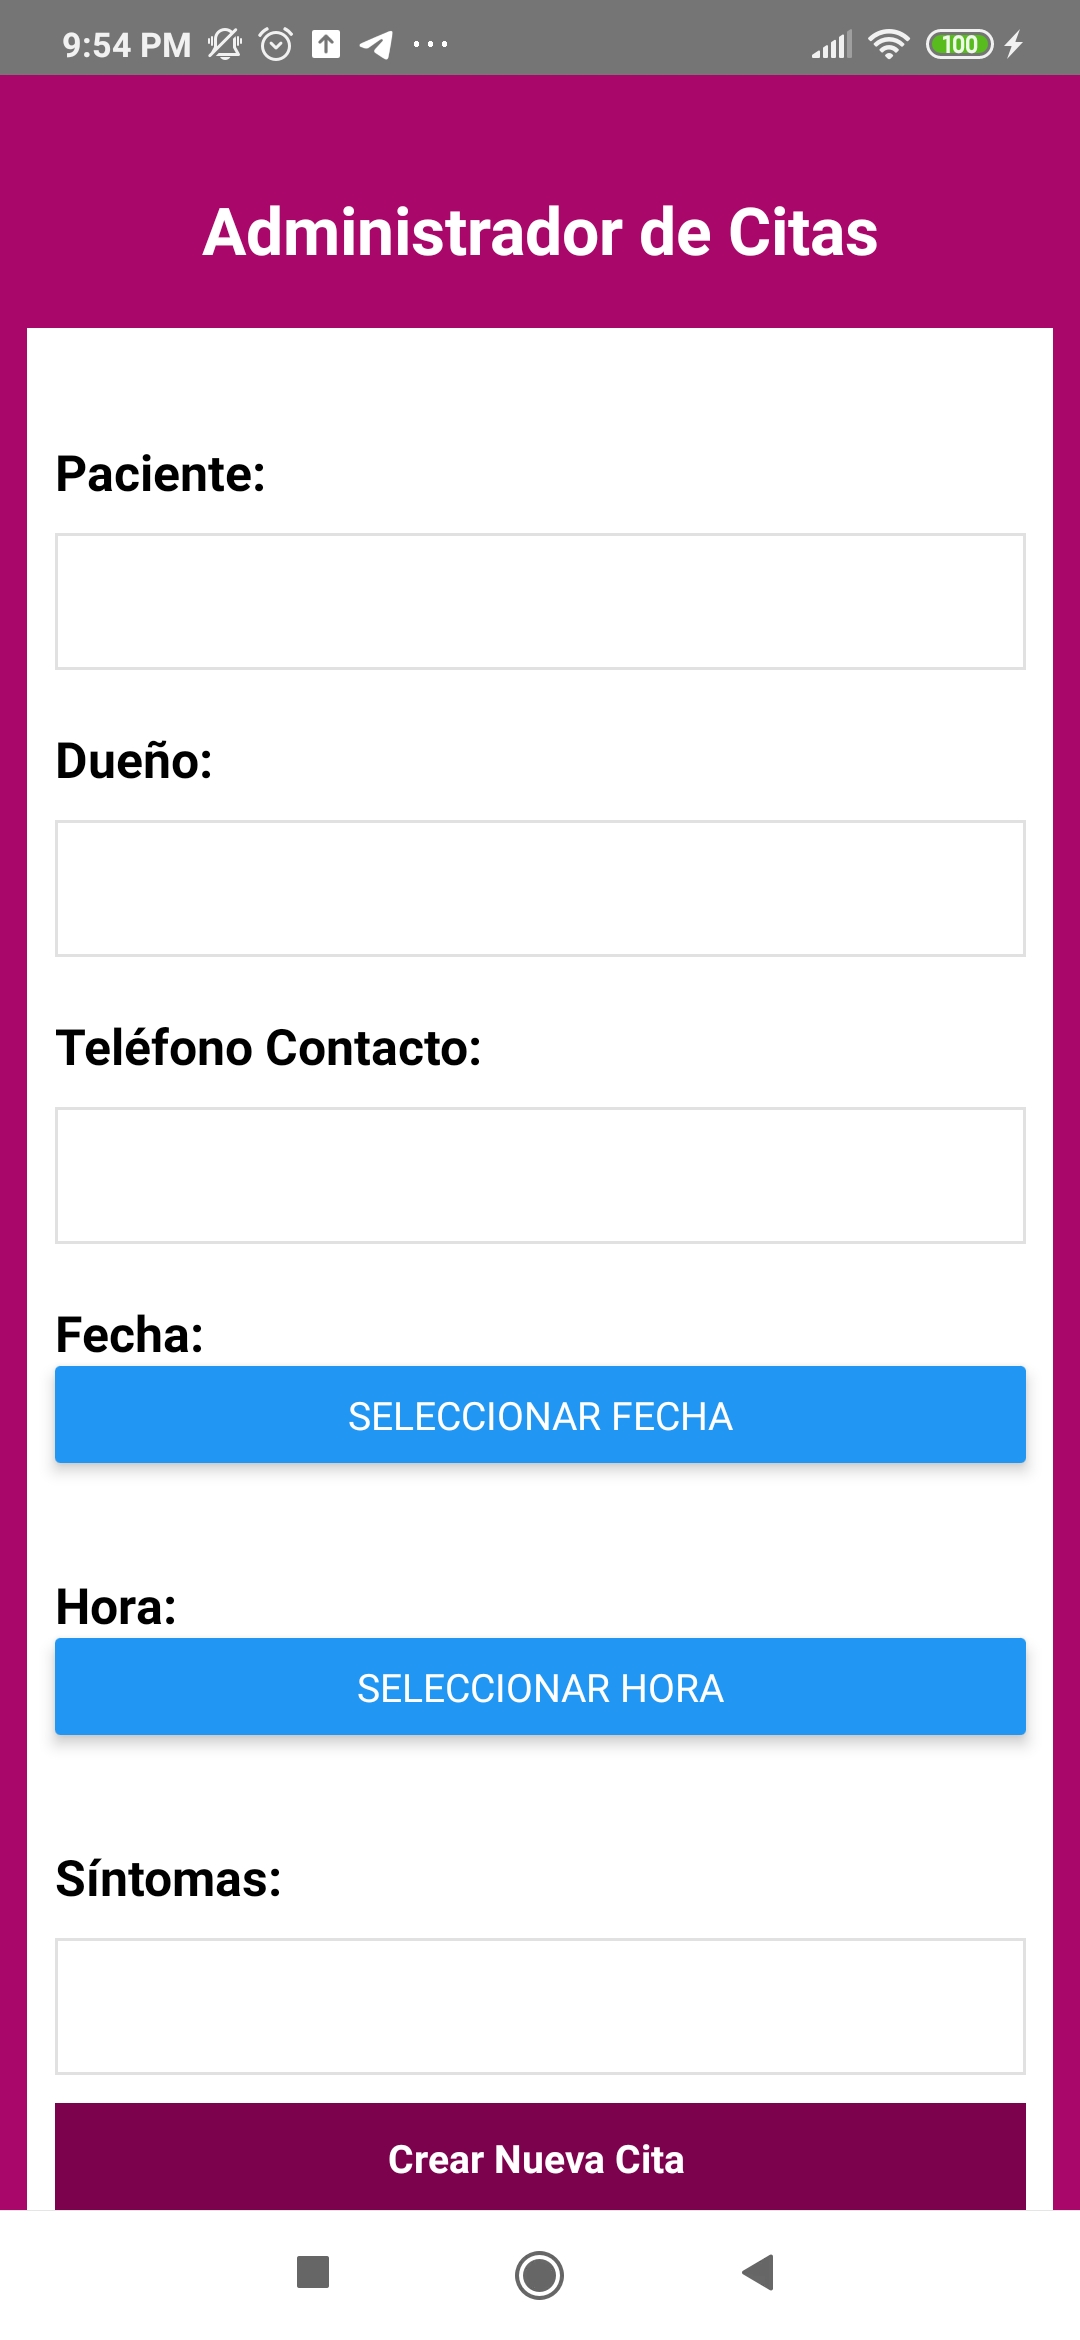 9:54 PM
100
Administrador de Citas
Paciente:
Dueño:
Teléfono Contacto:
Fecha:
SELECCIONAR FECHA
Hora:
SELECCIONAR HORA
Síntomas:
Crear Nueva Cita